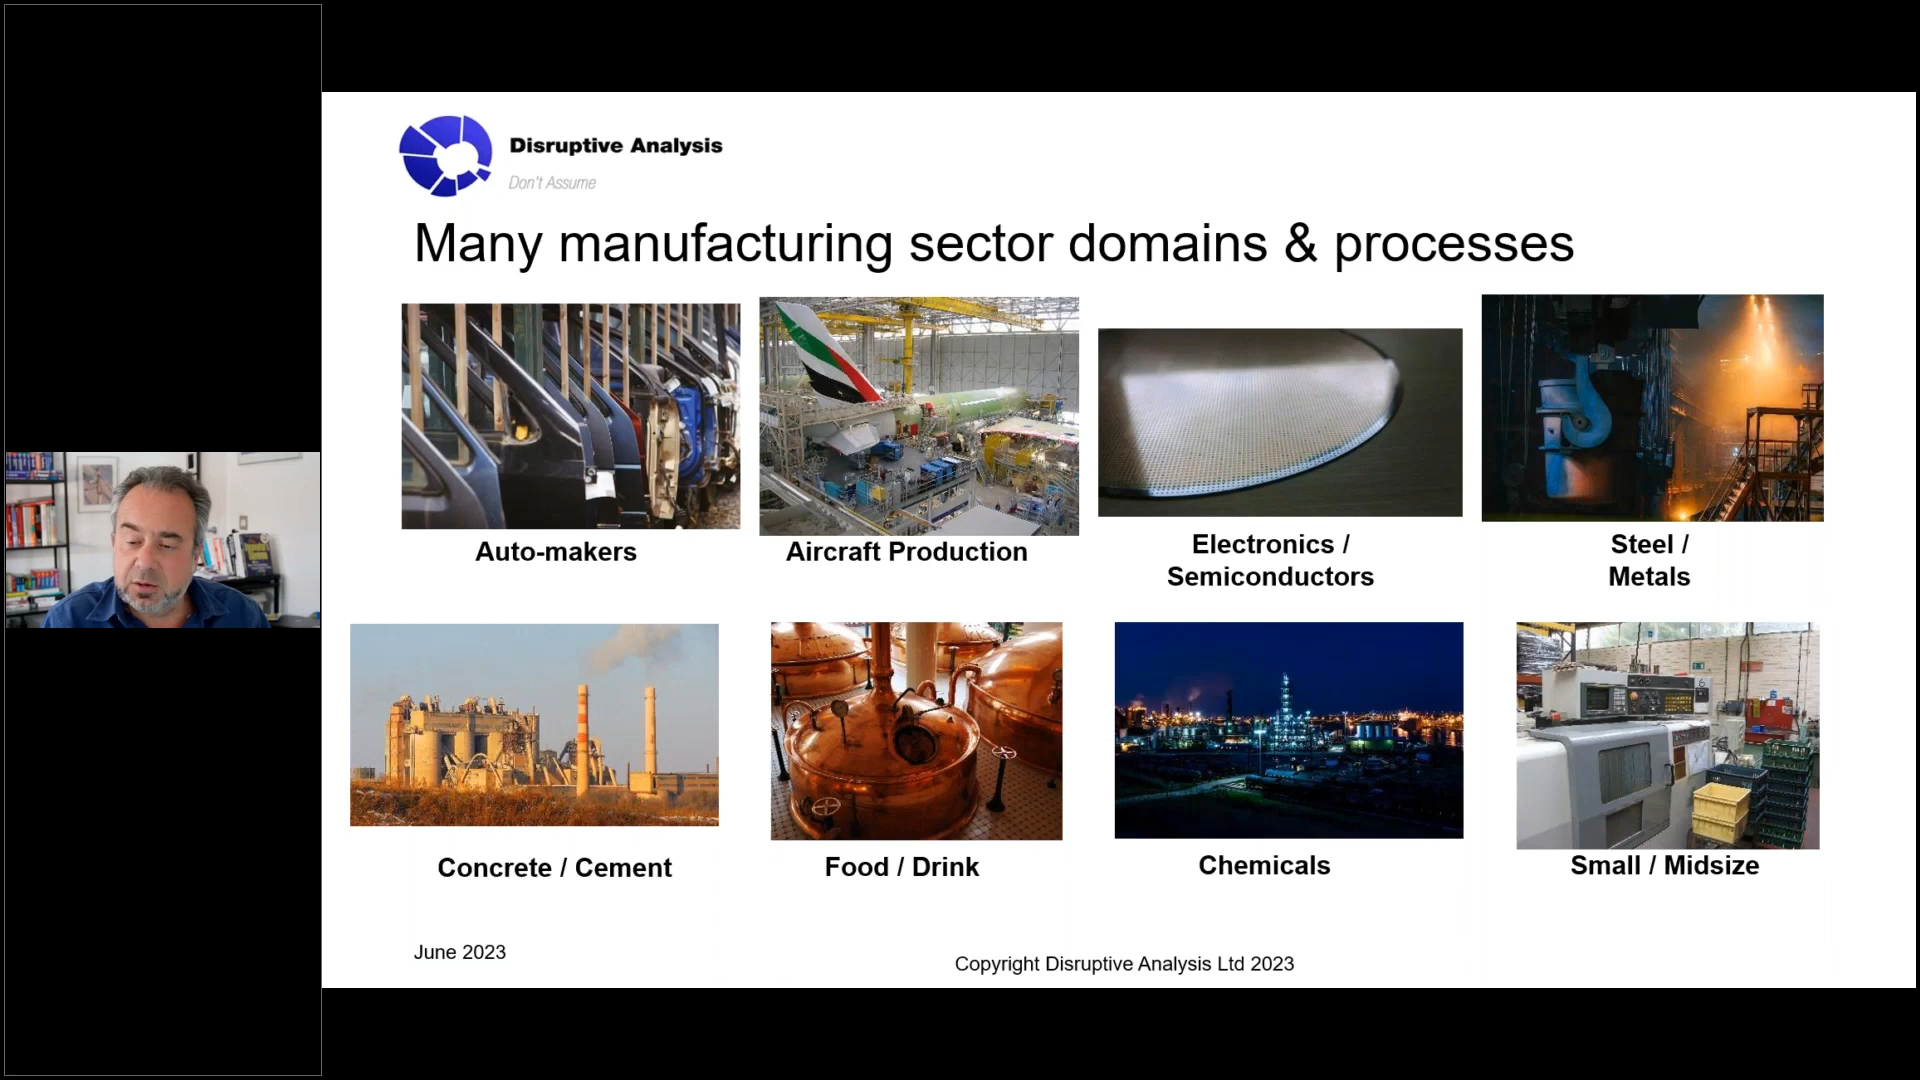 Disruptive Analysis
Don't Assume
Many manufacturing sector domains & processes
Auto-makers
Aircraft Production
Electronics /
Semiconductors
Steel /
Metals
Concrete / Cement
Food / Drink
Chemicals
Small / Midsize
June 2023
Copyright Disruptive Analysis Ltd 2023